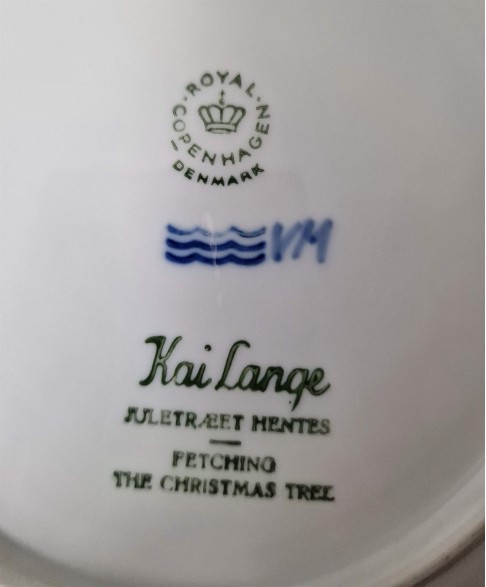 ROYAL COPENHAGEN
DENMARK
VM
Kai Lange
JULETRÆET HENTES
FETCHING
THE CHRISTMAS TREE